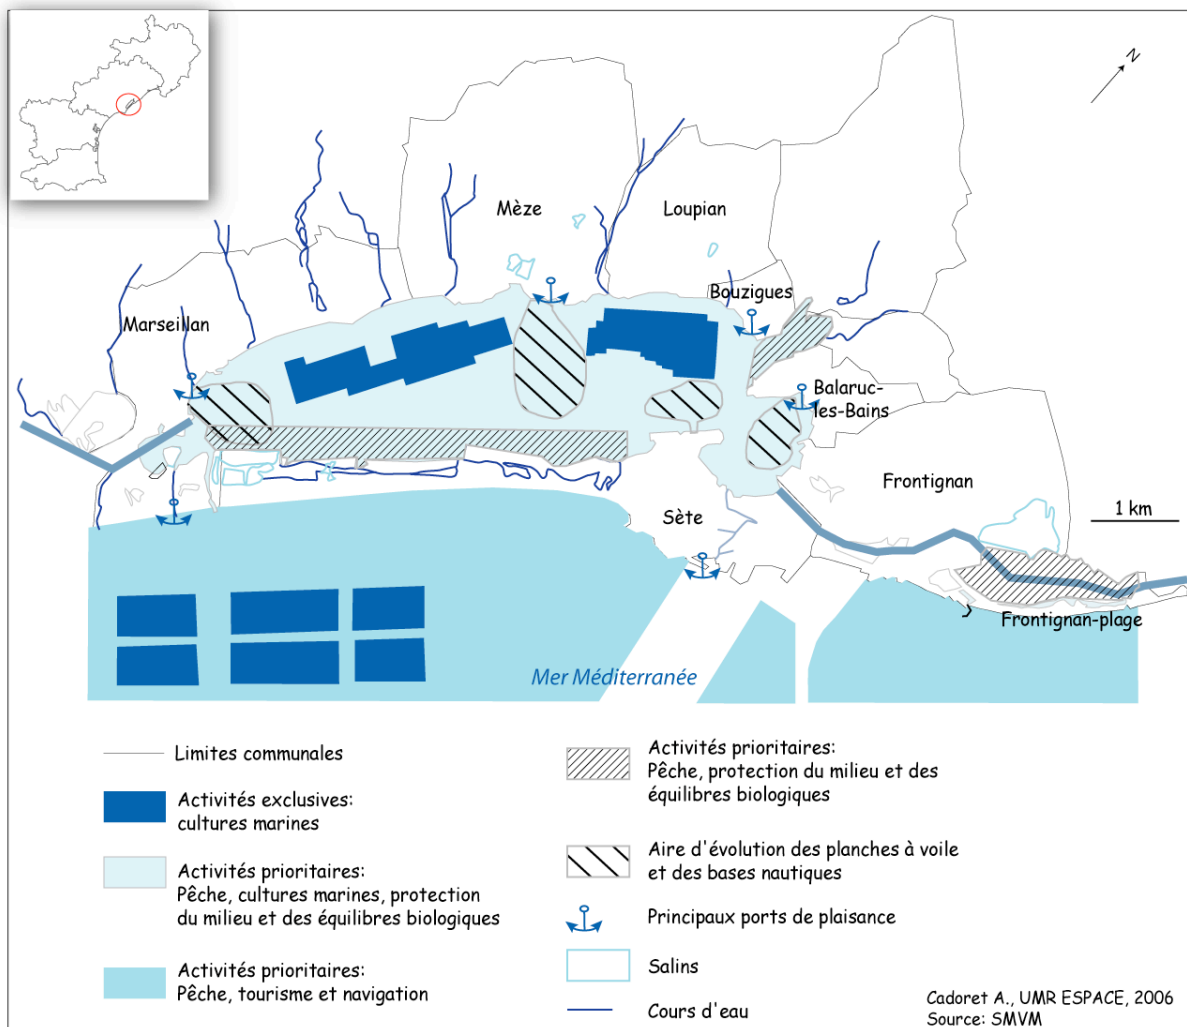 N
Mèze
Loupian
Bouzigues
Marseillan
Balaruc-
les-Bains
Frontignan
Sète
1 km
Frontignan-plage
Mer Méditerranée
Limites communales
Activités exclusives:
cultures marines
Activités prioritaires:
Pêche, cultures marines, protection
du milieu et des équilibres biologiques
Activités prioritaires:
Pêche, tourisme et navigation
Activités prioritaires:
Pêche, protection du milieu et des
équilibres biologiques
Aire d'évolution des planches à voile
et des bases nautiques
Principaux ports de plaisance
Salins
Cours d'eau
Cadoret A., UMR ESPACE, 2006
Source: SMVM